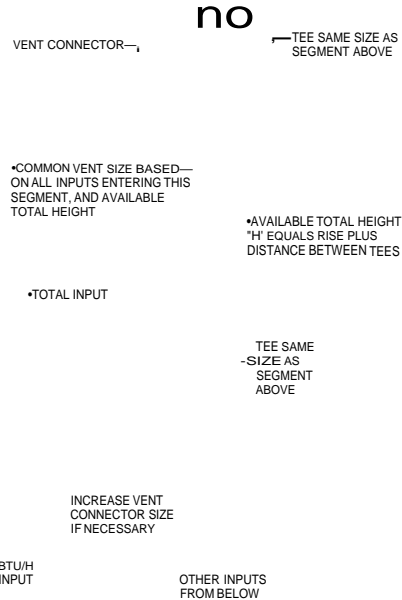 no
VENT CONNECTOR—
TEE SAME SIZE AS
SEGMENT ABOVE
•COMMON VENT SIZE BASED—
ON ALL INPUTS ENTERING THIS
SEGMENT, AND AVAILABLE
TOTAL HEIGHT
•AVAILABLE TOTAL HEIGHT
"H' EQUALS RISE PLUS
DISTANCE BETWEEN TEES
•TOTAL INPUT
TEE SAME
-SIZE AS
SEGMENT
ABOVE
INCREASE VENT
CONNECTOR SIZE
IF NECESSARY
BTU/H
INPUT
OTHER INPUTS
FROM BELOW